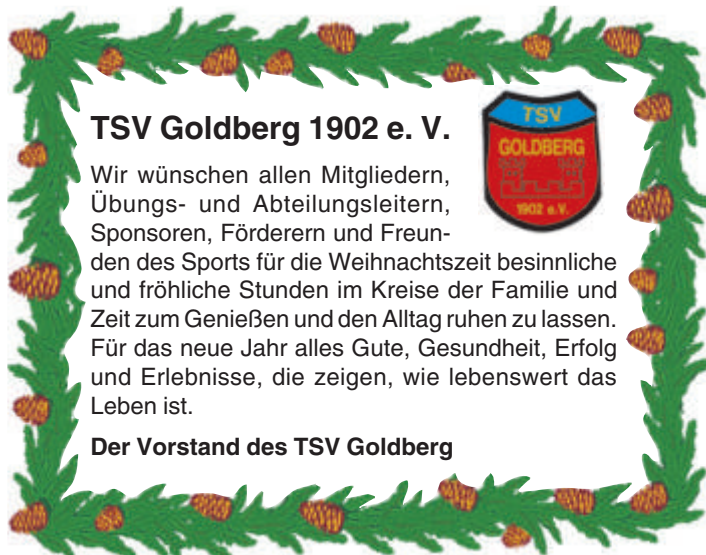 TSV Goldberg 1902 e. V.
TSV
GOLDBERG
1902 e.V.
Wir wünschen allen Mitgliedern,
Übungs- und Abteilungsleitern,
Sponsoren, Förderern und Freun-
den des Sports für die Weihnachtszeit besinnliche
und fröhliche Stunden im Kreise der Familie und
Zeit zum Genießen und den Alltag ruhen zu lassen.
Für das neue Jahr alles Gute, Gesundheit, Erfolg
und Erlebnisse, die zeigen, wie lebenswert das
Leben ist.
Der Vorstand des TSV Goldberg